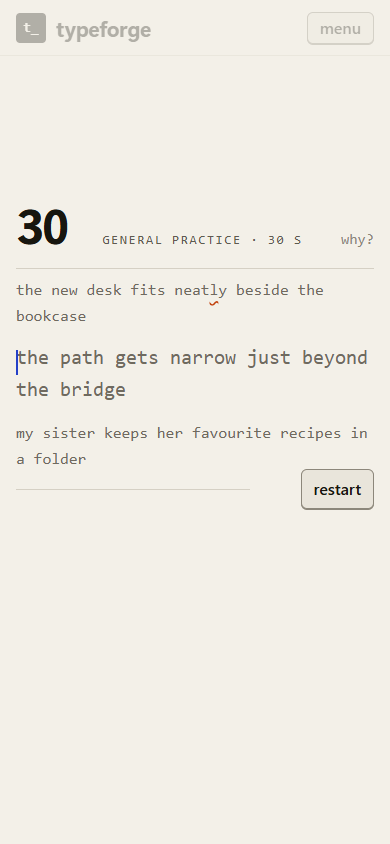 t_ typeforge menu
30 GENERAL PRACTICE · 30 S why?
the new desk fits neatly beside the
bookcase
the path gets narrow just beyond
the bridge
my sister keeps her favourite recipes in
a folder
restart